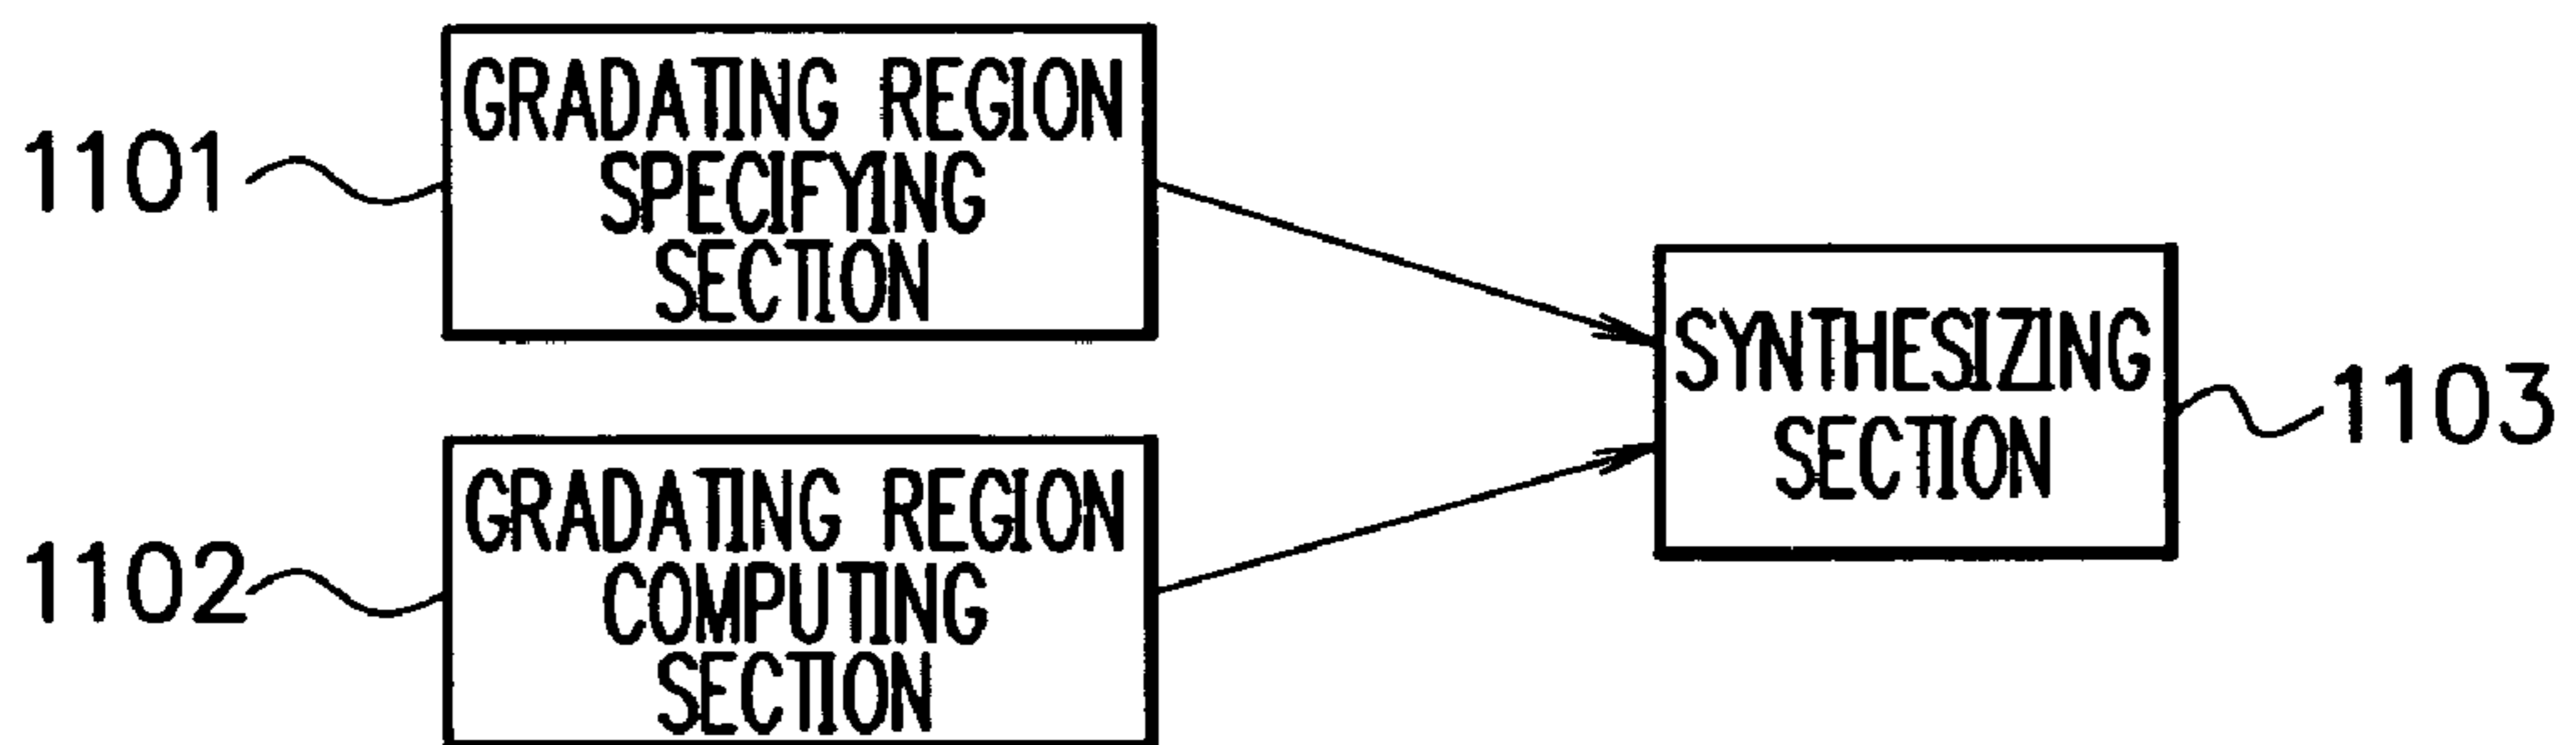 1101
GRADATING REGION
SPECIFYING
SECTION
1102
GRADATING REGION
COMPUTING
SECTION
SYNTHESIZING
SECTION
1103